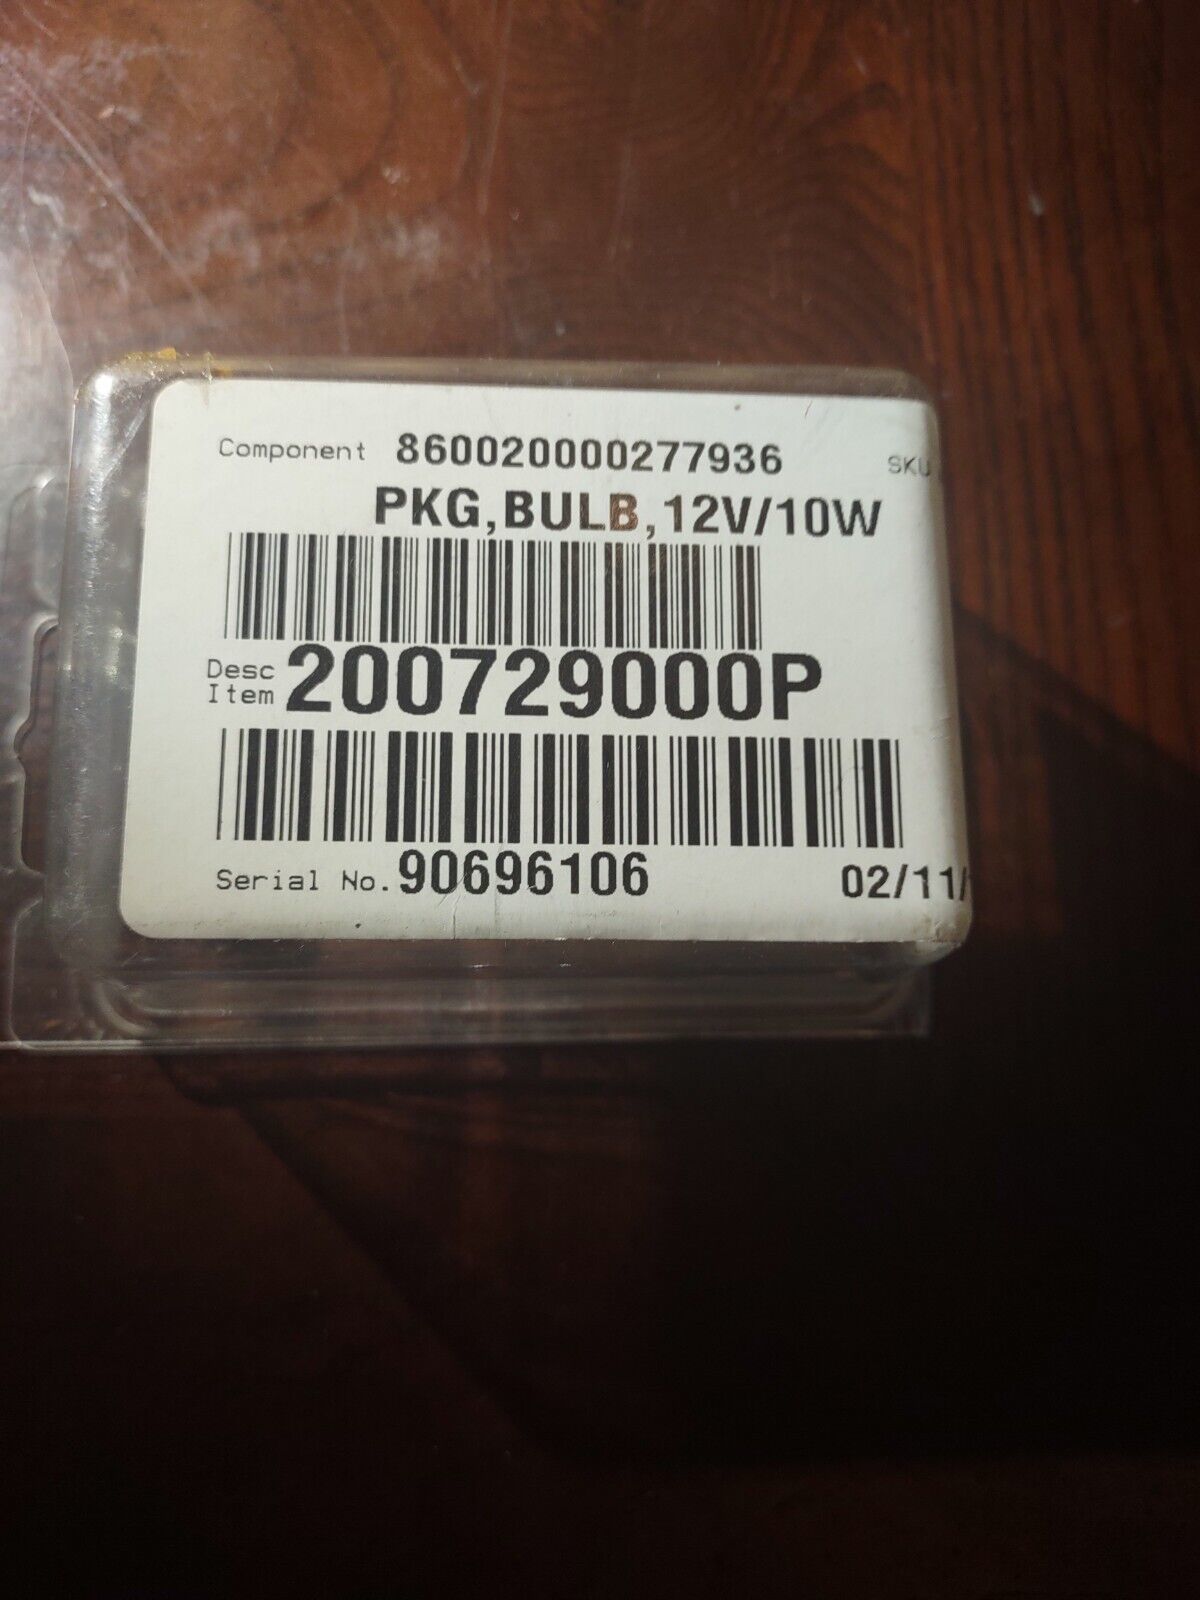 Component 860020000277936 SKU
PKG,BULB,12V/10W
Desc
Item 200729000P
Serial No. 90696106 02/11/